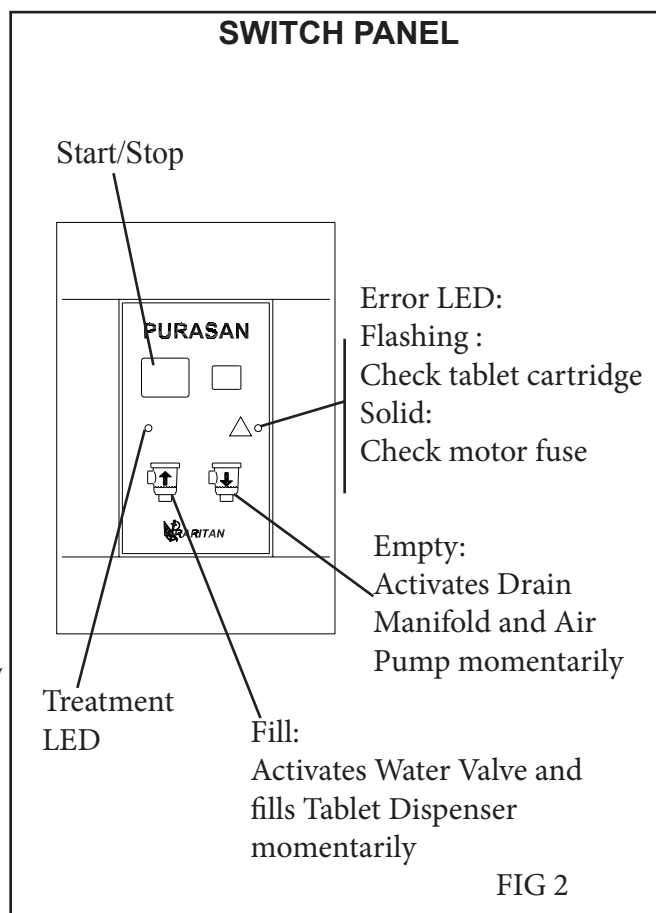 SWITCH PANEL
Start/Stop
PURASAN
Error LED:
Flashing :
Check tablet cartridge
Solid:
Check motor fuse
RARITAN
Empty:
Activates Drain
Manifold and Air
Pump momentarily
Treatment
LED
Fill:
Activates Water Valve and
fills Tablet Dispenser
momentarily
FIG 2